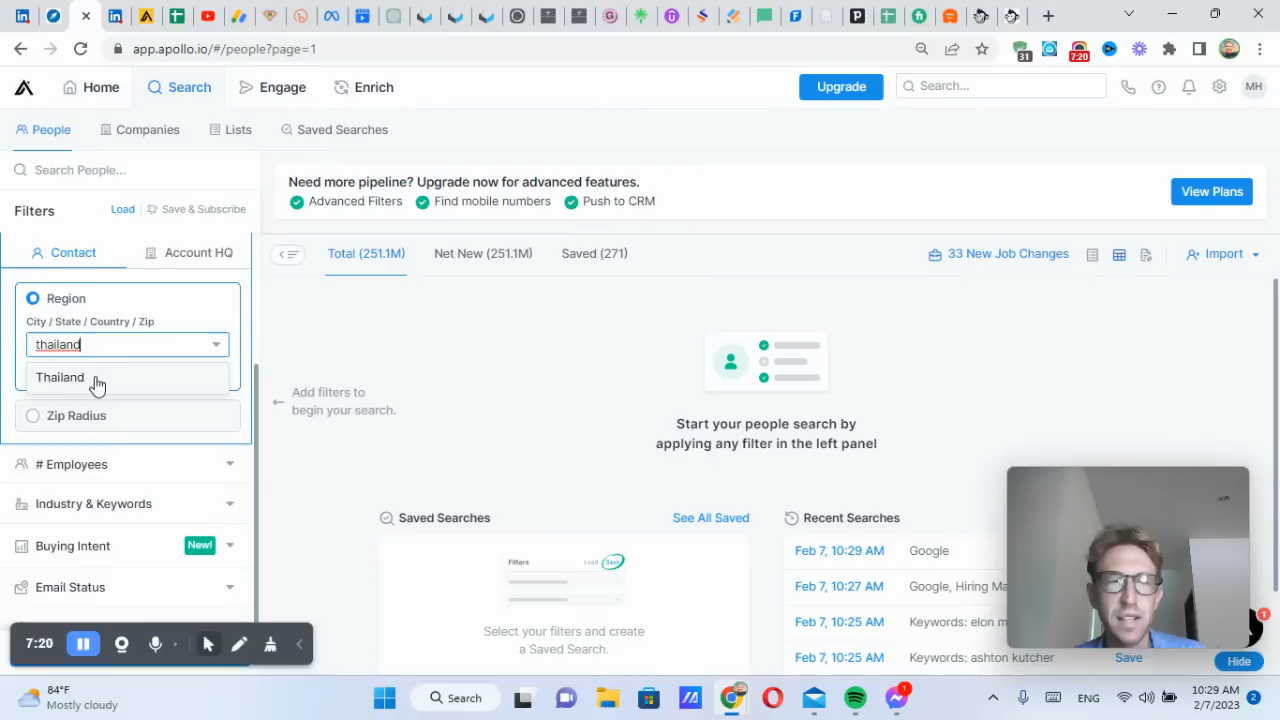 app.apollo.io/#/people?page=1
31
7:20
Home
Search
Engage
Enrich
Upgrade
Search...
MH
People
Companies
Lists
Saved Searches
Search People...
Filters
Load
Save & Subscribe
Need more pipeline? Upgrade now for advanced features.
Advanced Filters
Find mobile numbers
Push to CRM
View Plans
Contact
Account HQ
Total (251.1M)
Net New (251.1M)
Saved (271)
33 New Job Changes
Import
Region
City / State / Country / Zip
thailand
Thailand
Zip Radius
# Employees
Industry & Keywords
Buying Intent
New!
Email Status
Add filters to
begin your search.
Start your people search by
applying any filter in the left panel
Saved Searches
See All Saved
Filters
Load
Save
Select your filters and create
a Saved Search.
Recent Searches
Feb 7, 10:29 AM
Google
Feb 7, 10:27 AM
Google, Hiring Ma
Feb 7, 10:25 AM
Keywords: elon m
Feb 7, 10:25 AM
Keywords: ashton kutcher
Save
1
Hide
7:20
84°F
Mostly cloudy
Search
1
ENG
10:29 AM
2/7/2023
2